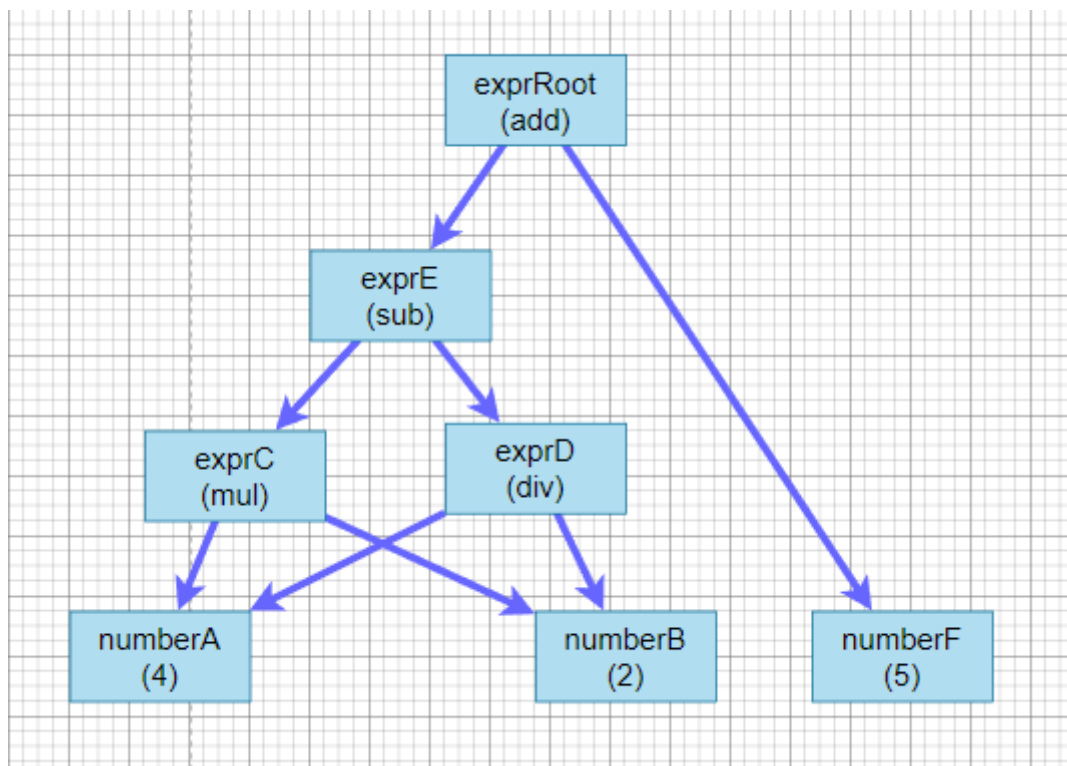 exprRoot
(add)
exprE
(sub)
exprC
(mul)
exprD
(div)
numberA
(4)
numberB
(2)
numberF
(5)